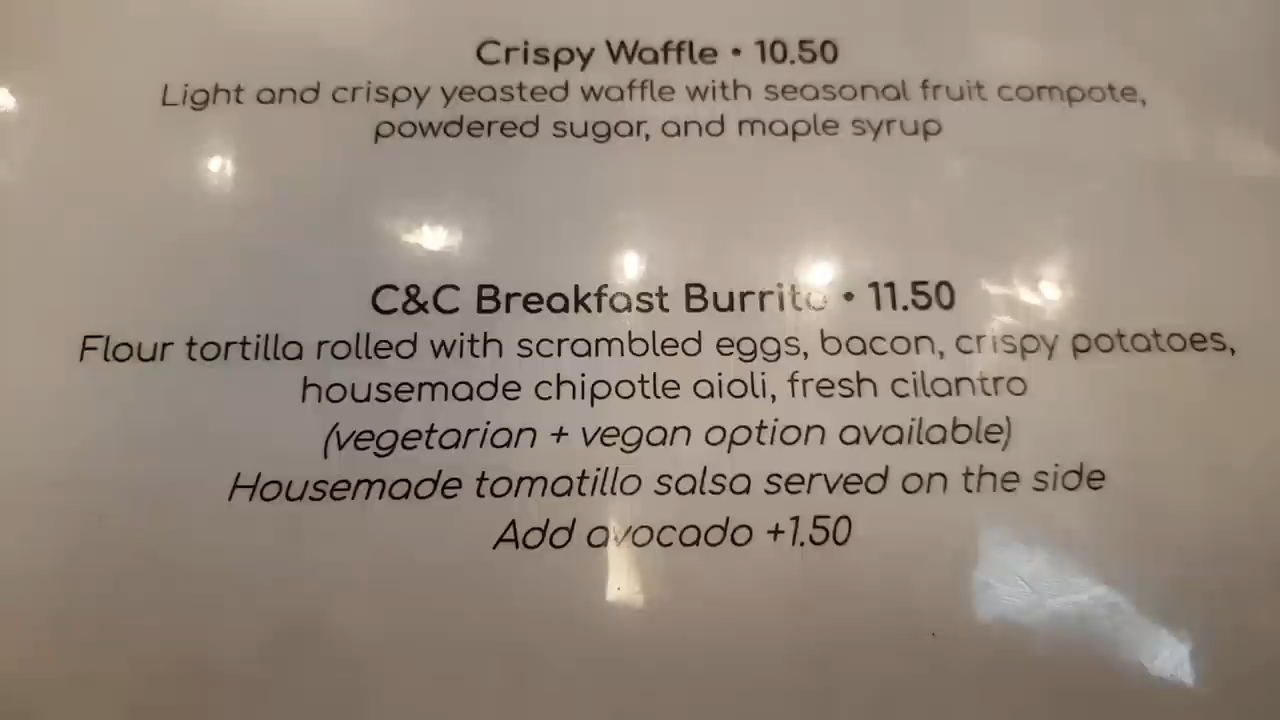 Crispy Waffle • 10.50
Light and crispy yeasted waffle with seasonal fruit compote,
powdered sugar, and maple syrup
C&C Breakfast Burrito • 11.50
Flour tortilla rolled with scrambled eggs, bacon, crispy potatoes,
housemade chipotle aioli, fresh cilantro
(vegetarian + vegan option available)
Housemade tomatillo salsa served on the side
Add avocado +1.50